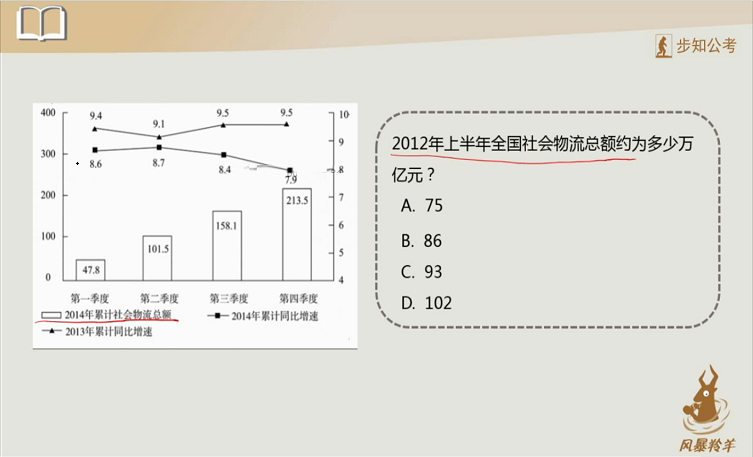 步知公考
400
300
200
100
0
10
9
8
7
6
5
4
9.4
9.1
9.5
9.5
8.6
8.7
8.4
7.9
47.8
101.5
158.1
213.5
第一季度 第二季度 第三季度 第四季度
2014年累计社会物流总额 2014年累计同比增速
2013年累计同比增速
2012年上半年全国社会物流总额约为多少万
亿元？
A. 75
B. 86
C. 93
D. 102
风暴羚羊